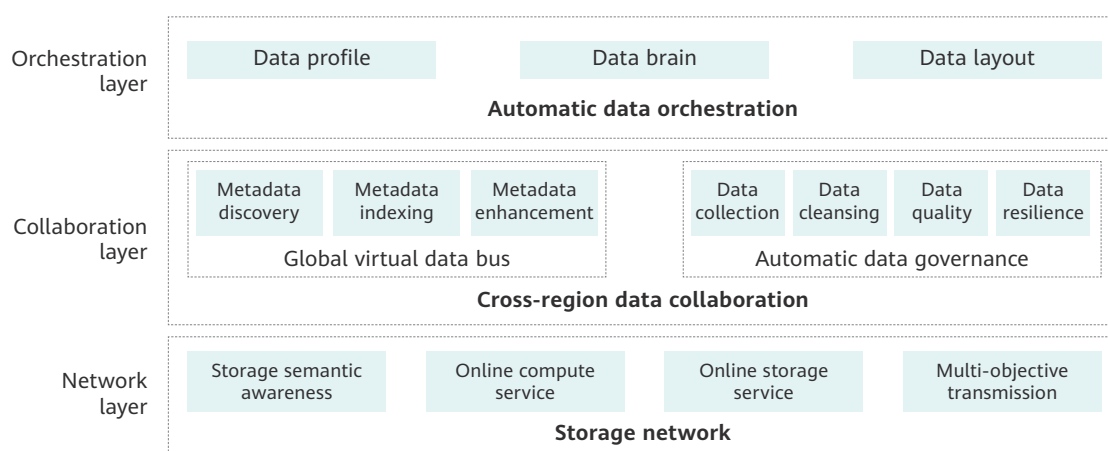 Orchestration
layer
Data profile
Data brain
Data layout
Automatic data orchestration
Collaboration
layer
Metadata
discovery
Metadata
indexing
Metadata
enhancement
Global virtual data bus
Data
collection
Data
cleansing
Data
quality
Data
resilience
Automatic data governance
Cross-region data collaboration
Network
layer
Storage semantic
awareness
Online compute
service
Online storage
service
Multi-objective
transmission
Storage network